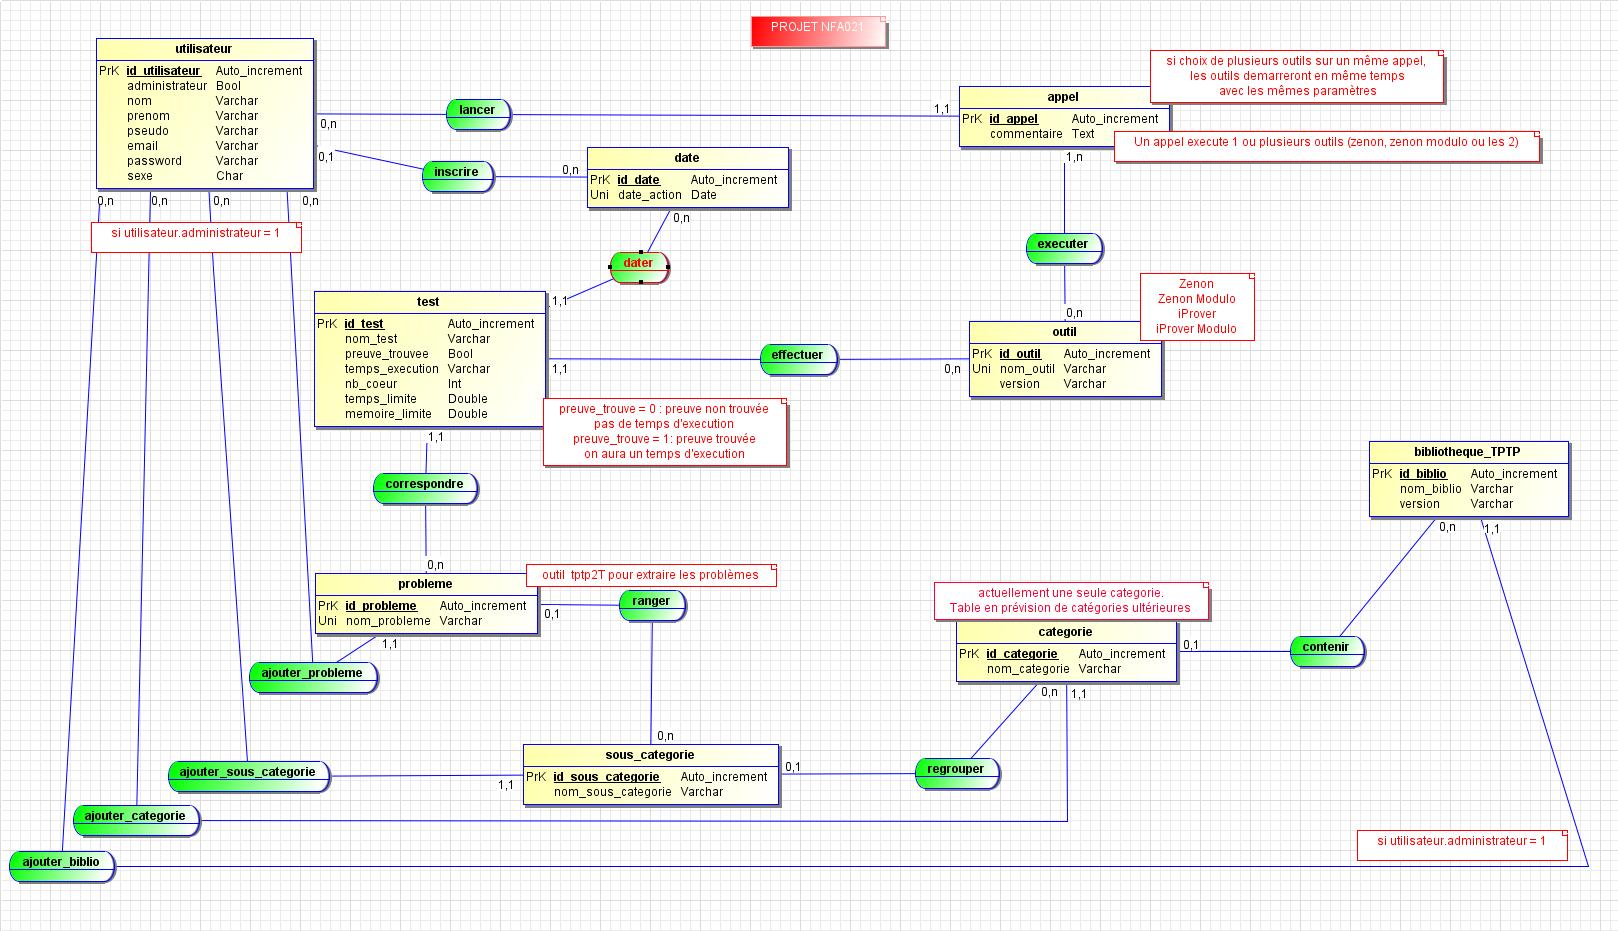 PROJET NFA021
utilisateur
PrK id_utilisateur Auto_increment
administrateur Bool
nom Varchar
prenom Varchar
pseudo Varchar
email Varchar
password Varchar
sexe Char
0,n
0,1
0,n
0,n
0,n
0,n
si utilisateur.administrateur = 1
lancer
1,1
inscrire
0,n
date
PrK id_date Auto_increment
Uni date_action Date
0,n
dater
1,1
si choix de plusieurs outils sur un même appel,
les outils demarreront en même temps
avec les mêmes paramètres
appel
PrK id_appel Auto_increment
commentaire Text
Un appel execute 1 ou plusieurs outils (zenon, zenon modulo ou les 2)
1,n
executer
0,n
Zenon
Zenon Modulo
iProver
iProver Modulo
outil
PrK id_outil Auto_increment
Uni nom_outil Varchar
version Varchar
test
PrK id_test Auto_increment
nom_test Varchar
preuve_trouvee Bool
temps_execution Varchar
nb_coeur Int
temps_limite Double
memoire_limite Double
1,1
effectuer
0,n
preuve_trouve = 0 : preuve non trouvée
pas de temps d'execution
preuve_trouve = 1: preuve trouvée
on aura un temps d'execution
1,1
correspondre
0,n
bibliotheque_TPTP
PrK id_biblio Auto_increment
nom_biblio Varchar
version Varchar
0,n
1,1
probleme
PrK id_probleme Auto_increment
Uni nom_probleme Varchar
outil tptp2T pour extraire les problèmes
0,1
ranger
1,1
ajouter_probleme
actuellement une seule categorie.
Table en prévision de catégories ultérieures
categorie
PrK id_categorie Auto_increment
nom_categorie Varchar
0,1
contenir
0,n
1,1
0,n
sous_categorie
PrK id_sous_categorie Auto_increment
nom_sous_categorie Varchar
0,1
regrouper
ajouter_sous_categorie
1,1
ajouter_categorie
ajouter_biblio
si utilisateur.administrateur = 1